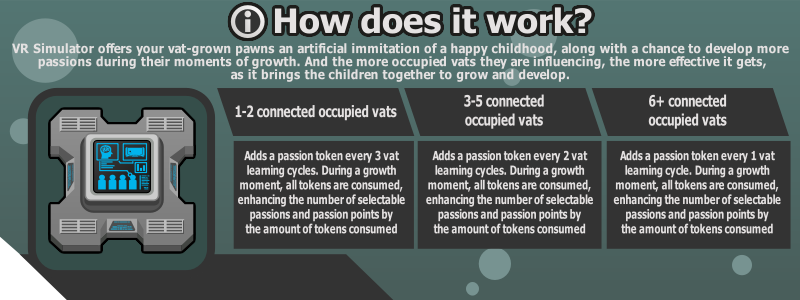 How does it work?
VR Simulator offers your vat-grown pawns an artificial immitation of a happy childhood, along with a chance to develop more
passions during their moments of growth. And the more occupied vats they are influencing, the more effective it gets,
as it brings the children together to grow and develop.
1-2 connected occupied vats
3-5 connected
occupied vats
6+ connected
occupied vats
Adds a passion token every 3 vat
learning cycles. During a growth
moment, all tokens are consumed,
enhancing the number of selectable
passions and passion points by
the amount of tokens consumed
Adds a passion token every 2 vat
learning cycles. During a growth
moment, all tokens are consumed,
enhancing the number of selectable
passions and passion points by
the amount of tokens consumed
Adds a passion token every 1 vat
learning cycle. During a growth
moment, all tokens are consumed,
enhancing the number of selectable
passions and passion points by
the amount of tokens consumed